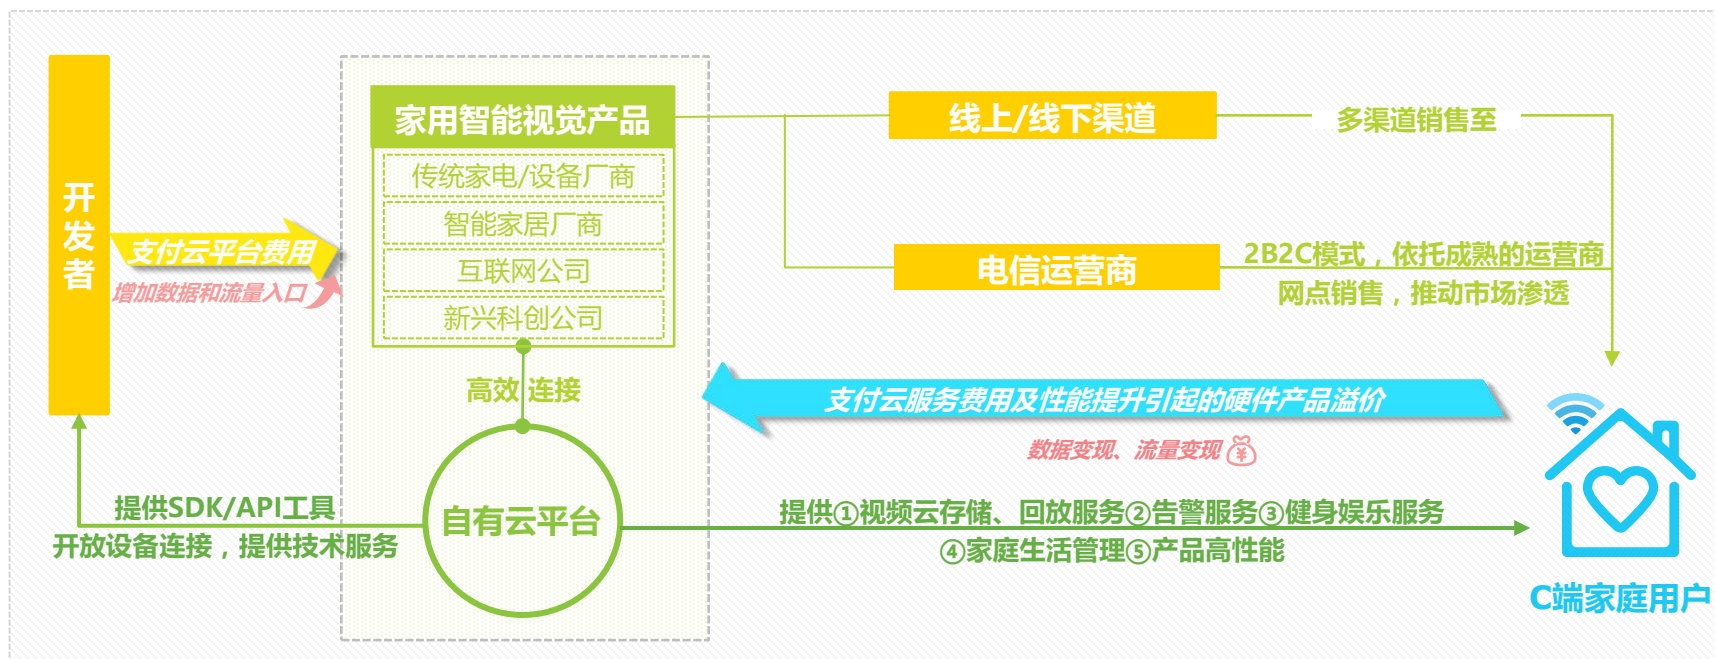 开发者
支付云平台费用
增加数据和流量入口
家用智能视觉产品
传统家电/设备厂商
智能家居厂商
互联网公司
新兴科创公司
高效 连接
自有云平台
提供SDK/API工具
开放设备连接，提供技术服务
线上/线下渠道
多渠道销售至
电信运营商
2B2C模式，依托成熟的运营商
网点销售，推动市场渗透
支付云服务费用及性能提升引起的硬件产品溢价
数据变现、流量变现
¥
提供①视频云存储、回放服务②告警服务③健身娱乐服务
④家庭生活管理⑤产品高性能
C端家庭用户